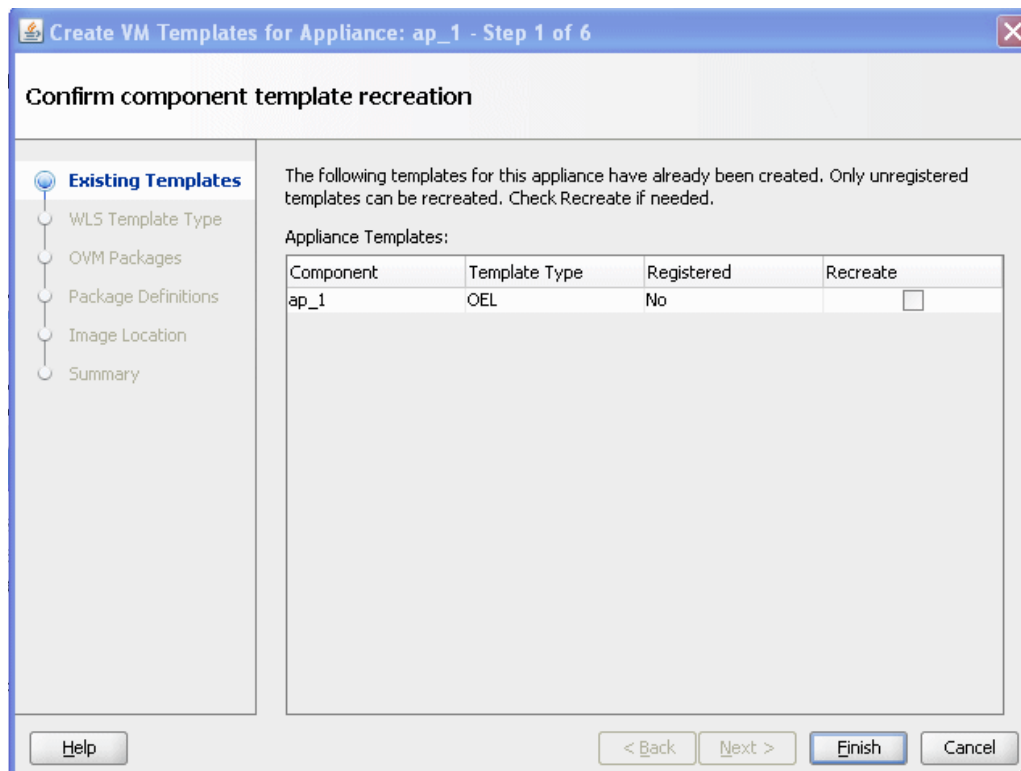 Create VM Templates for Appliance: ap_1 - Step 1 of 6
Confirm component template recreation
Existing Templates
WLS Template Type
OVM Packages
Package Definitions
Image Location
Summary
The following templates for this appliance have already been created. Only unregistered
templates can be recreated. Check Recreate if needed.
Appliance Templates:
Component Template Type Registered Recreate
ap_1 OEL No
Help < Back Next > Finish Cancel